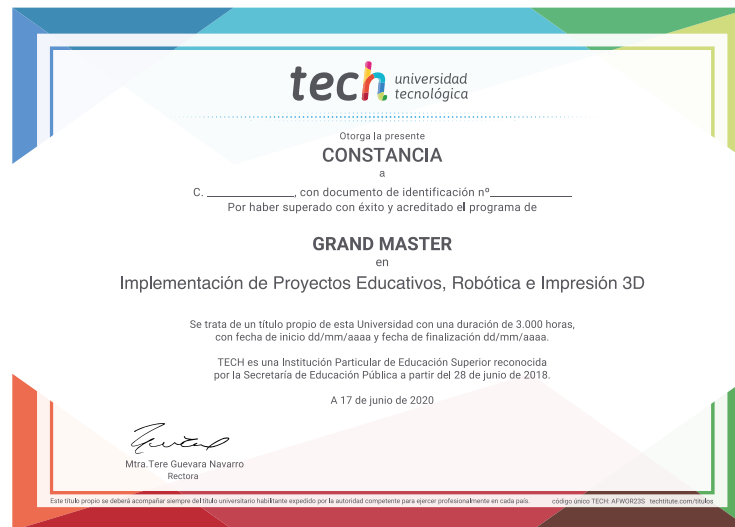 tech universidad
tecnológica
Otorga la presente
CONSTANCIA
a
C. ______________, con documento de identificación nº______________
Por haber superado con éxito y acreditado el programa de
GRAND MASTER
en
Implementación de Proyectos Educativos, Robótica e Impresión 3D
Se trata de un título propio de esta Universidad con una duración de 3.000 horas,
con fecha de inicio dd/mm/aaaa y fecha de finalización dd/mm/aaaa.
TECH es una Institución Particular de Educación Superior reconocida
por la Secretaría de Educación Pública a partir del 28 de junio de 2018.
A 17 de junio de 2020
Mtra.Tere Guevara Navarro
Rectora
Este título propio se deberá acompañar siempre del título universitario habilitante expedido por la autoridad competente para ejercer profesionalmente en cada país. código único TECH: AFWOR23S techtitute.com/titulos